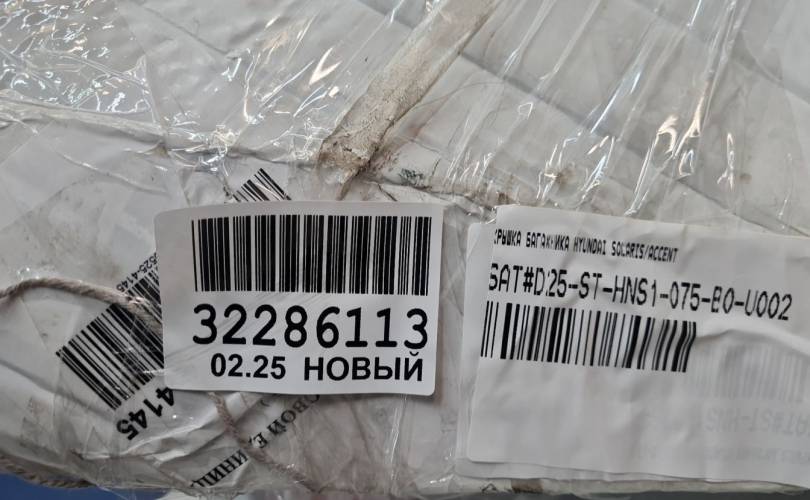 32286113
02.25 НОВЫЙ
КРЫШКА БАГАЖНИКА HYUNDAI SOLARIS/ACCENT
SAT#D25-ST-HNS1-075-B0-U002
4145